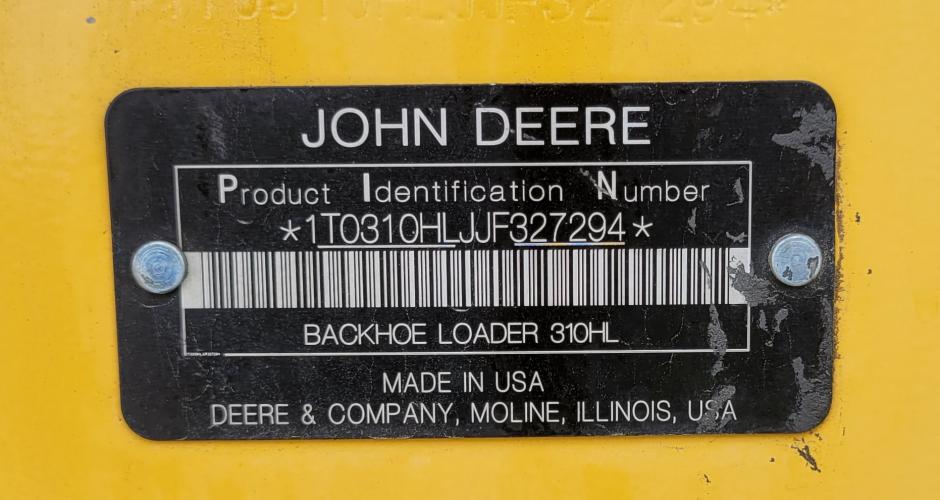 JOHN DEERE
Product Identification Number
*1T0310HLJJF327294*
BACKHOE LOADER 310HL
MADE IN USA
DEERE & COMPANY, MOLINE, ILLINOIS, USA